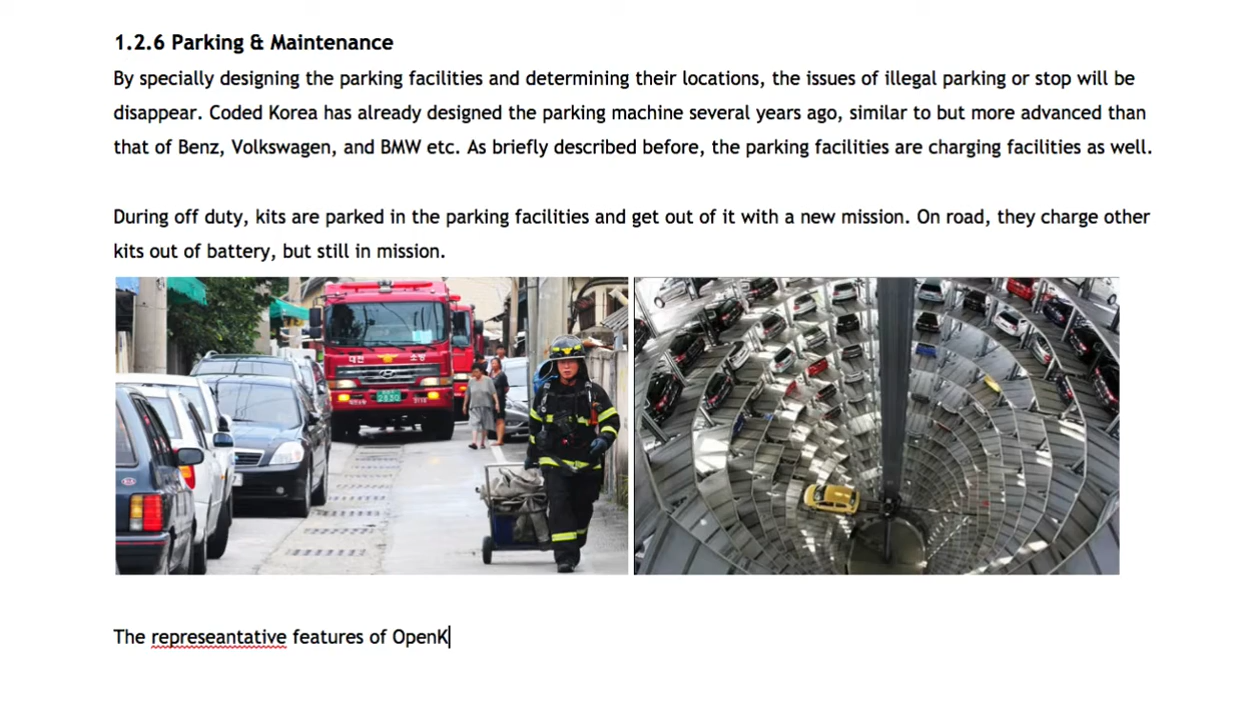 1.2.6 Parking & Maintenance
By specially designing the parking facilities and determining their locations, the issues of illegal parking or stop will be
disappear. Coded Korea has already designed the parking machine several years ago, similar to but more advanced than
that of Benz, Volkswagen, and BMW etc. As briefly described before, the parking facilities are charging facilities as well.
During off duty, kits are parked in the parking facilities and get out of it with a new mission. On road, they charge other
kits out of battery, but still in mission.
대전 소방
The represeantative features of OpenK